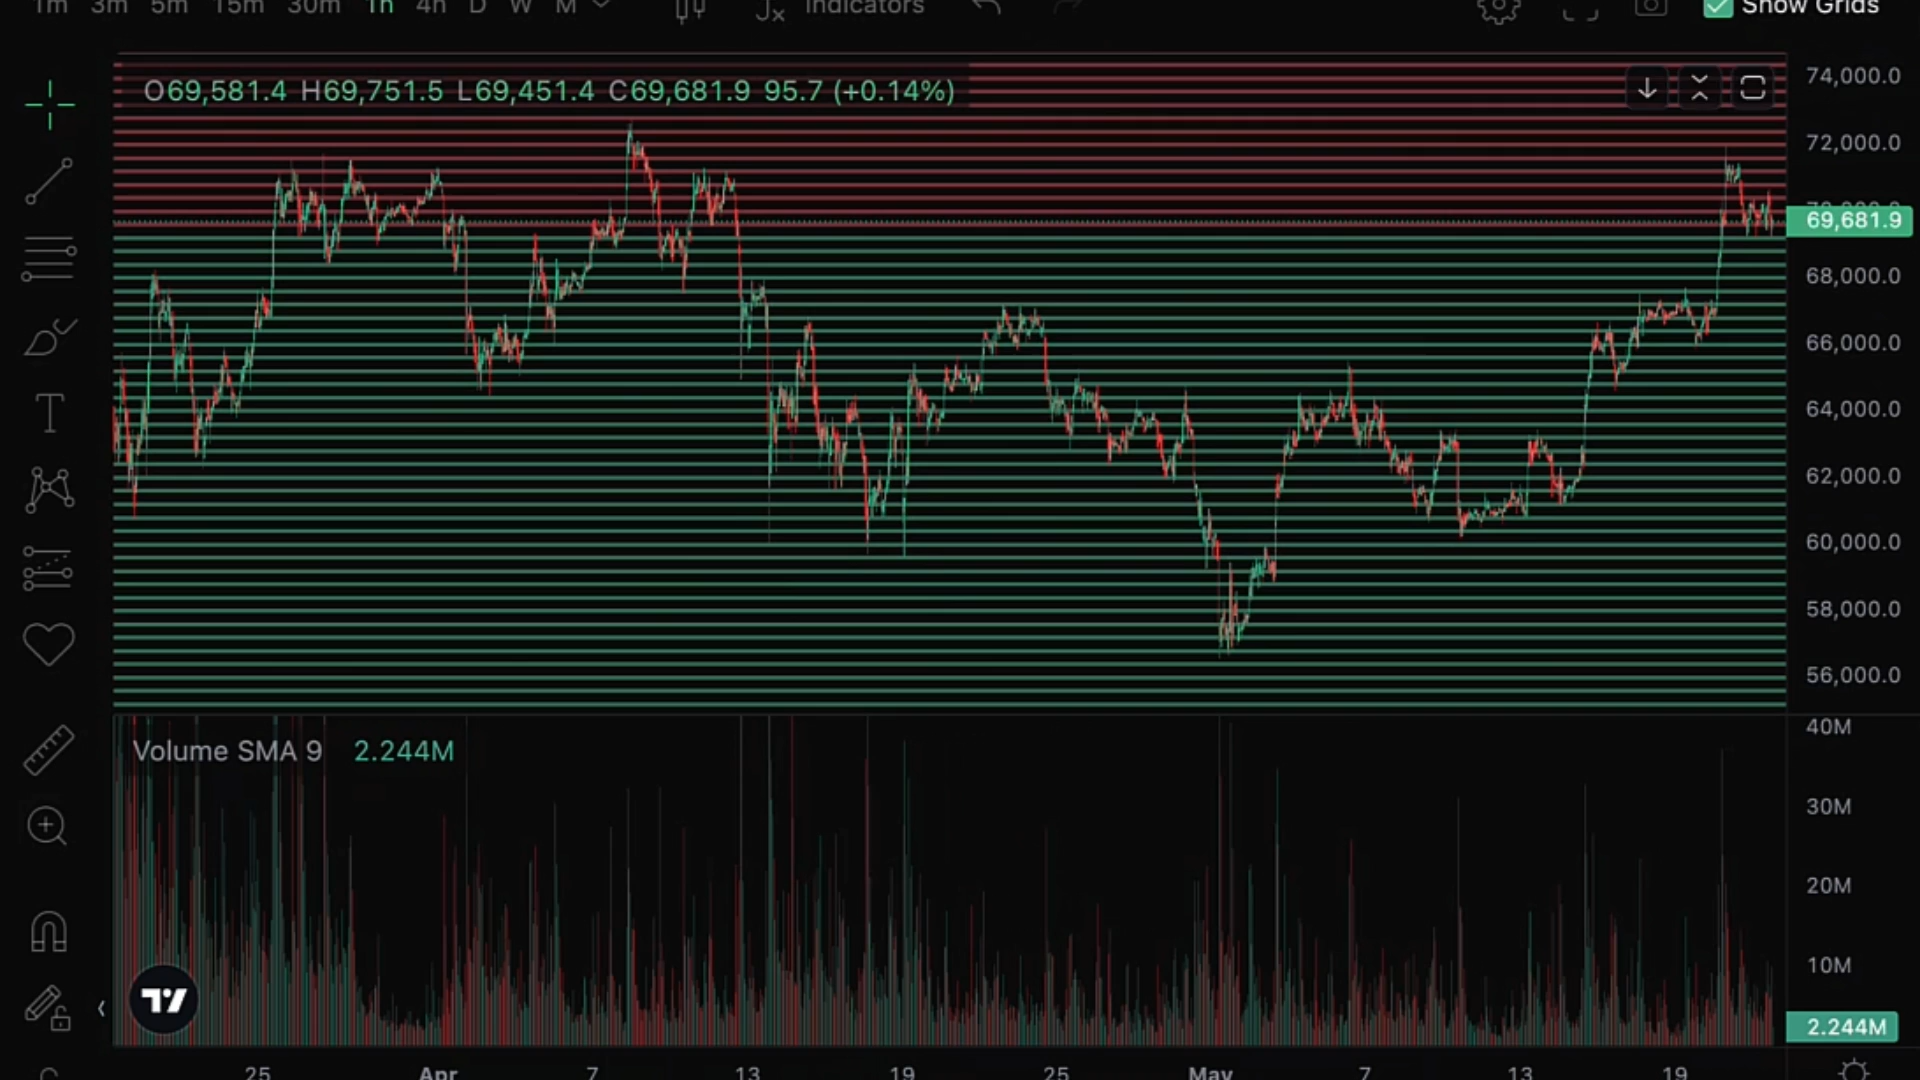 1m 3m 5m 15m 30m 1h 4h D W M Indicators Show Grids
O69,581.4 H69,751.5 L69,451.4 C69,681.9 95.7 (+0.14%)
74,000.0
72,000.0
69,681.9
68,000.0
66,000.0
64,000.0
62,000.0
60,000.0
58,000.0
56,000.0
Volume SMA 9 2.244M
40M
30M
20M
10M
2.244M
25 Apr 7 13 19 25 May 7 13 19